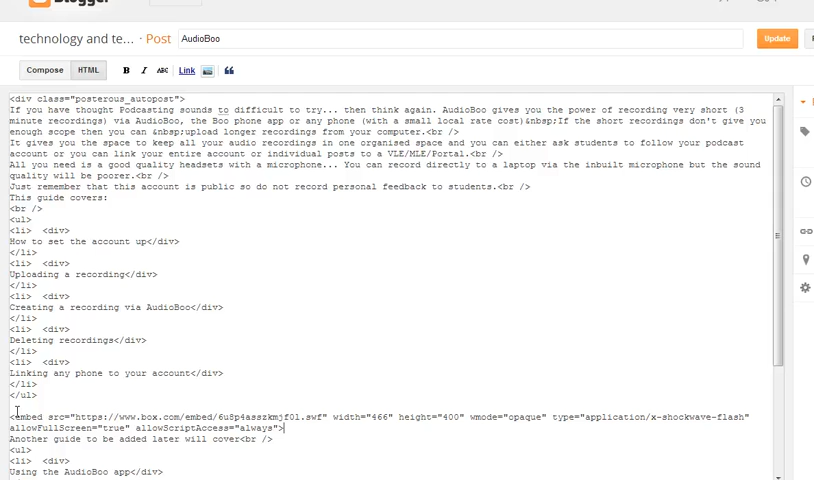 Blogger
technology and te... · Post AudioBoo Update
Compose HTML B I ABC Link
<div class="posterous_autopost">
If you have thought Podcasting sounds to difficult to try... then think again. AudioBoo gives you the power of recording very short (3
minute recordings) via AudioBoo, the Boo phone app or any phone (with a small local rate cost)&nbsp;If the short recordings don't give you
enough scope then you can &nbsp;upload longer recordings from your computer.<br />
It gives you the space to keep all your audio recordings in one organised space and you can either ask students to follow your podcast
account or you can link your entire account or individual posts to a VLE/MLE/Portal.<br />
All you need is a good quality headsets with a microphone... You can record directly to a laptop via the inbuilt microphone but the sound
quality will be poorer.<br />
Just remember that this account is public so do not record personal feedback to students.<br />
This guide covers:
<br />
<ul>
<li> <div>
How to set the account up</div>
</li>
<li> <div>
Uploading a recording</div>
</li>
<li> <div>
Creating a recording via AudioBoo</div>
</li>
<li> <div>
Deleting recordings</div>
</li>
<li> <div>
Linking any phone to your account</div>
</li>
</ul>
<embed src="https://www.box.com/embed/6u8p4asszkmjf0l.swf" width="466" height="400" wmode="opaque" type="application/x-shockwave-flash"
allowFullScreen="true" allowScriptAccess="always">
Another guide to be added later will cover<br />
<ul>
<li> <div>
Using the AudioBoo app</div>